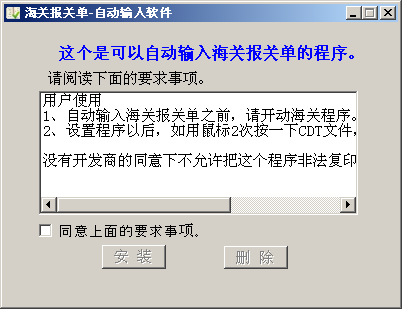 海关报关单-自动输入软件
这个是可以自动输入海关报关单的程序。
请阅读下面的要求事项。
用户使用
1、自动输入海关报关单之前，请开动海关程序。
2、设置程序以后，如用鼠标2次按一下CDT文件，
没有开发商的同意下不允许把这个程序非法复印
同意上面的要求事项。
安 装
删 除